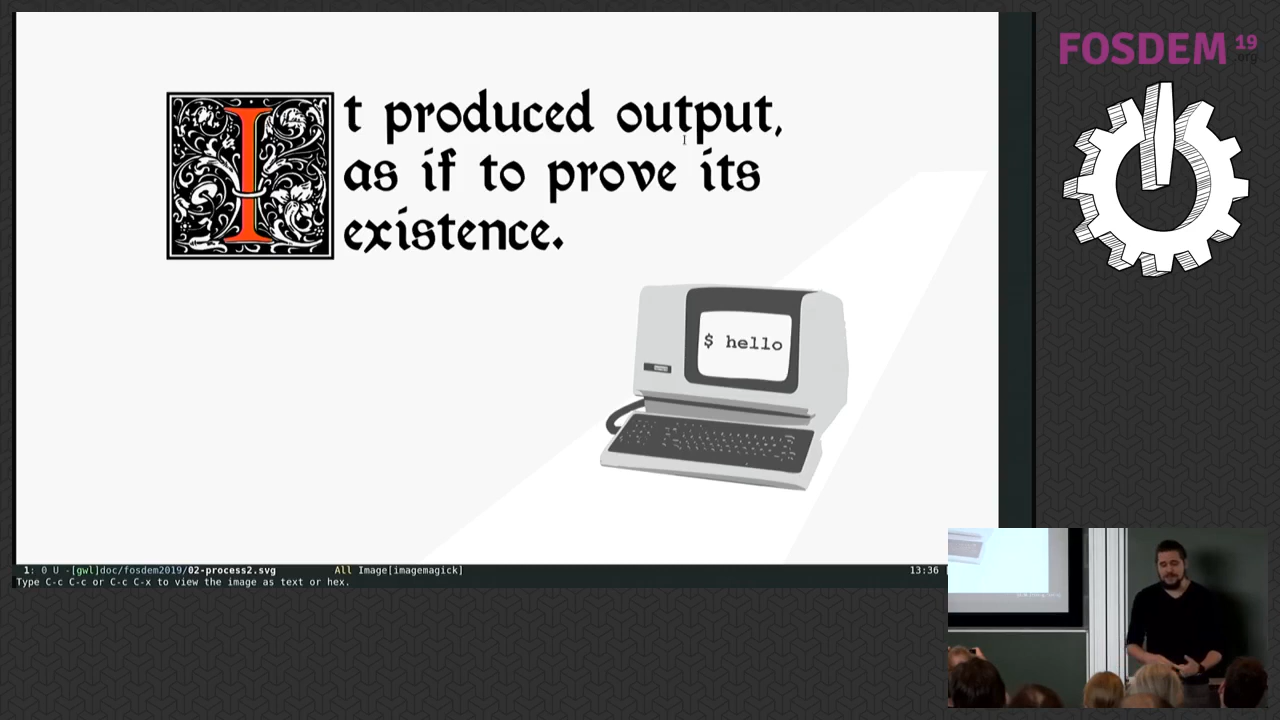 It produced output,
as if to prove its
existence.
$ hello
1: 0 U -[gwl]doc/fosdem2019/02-process2.svg All Image[imagemagick] 13:36
Type C-c C-c or C-c C-x to view the image as text or hex.
FOSDEM 19
.org